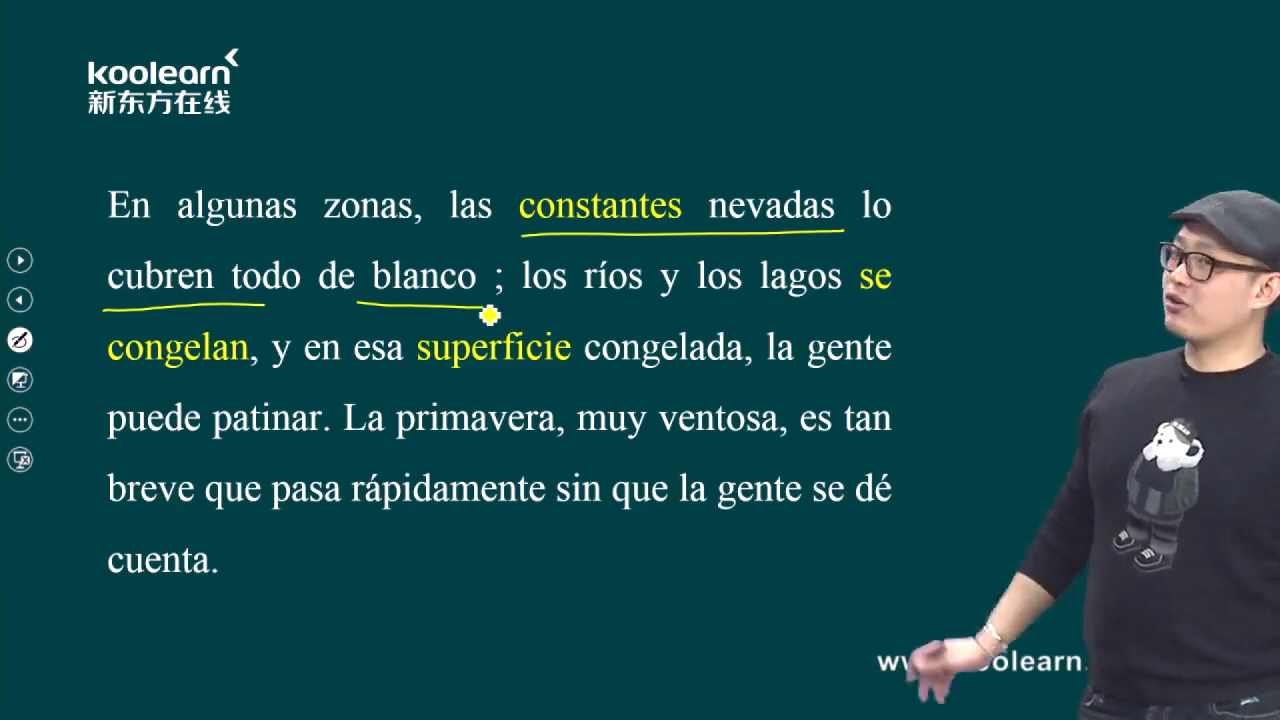 koolearn
新东方在线
En algunas zonas, las constantes nevadas lo
cubren todo de blanco ; los ríos y los lagos se
congelan, y en esa superficie congelada, la gente
puede patinar. La primavera, muy ventosa, es tan
breve que pasa rápidamente sin que la gente se dé
cuenta.
oolearn.